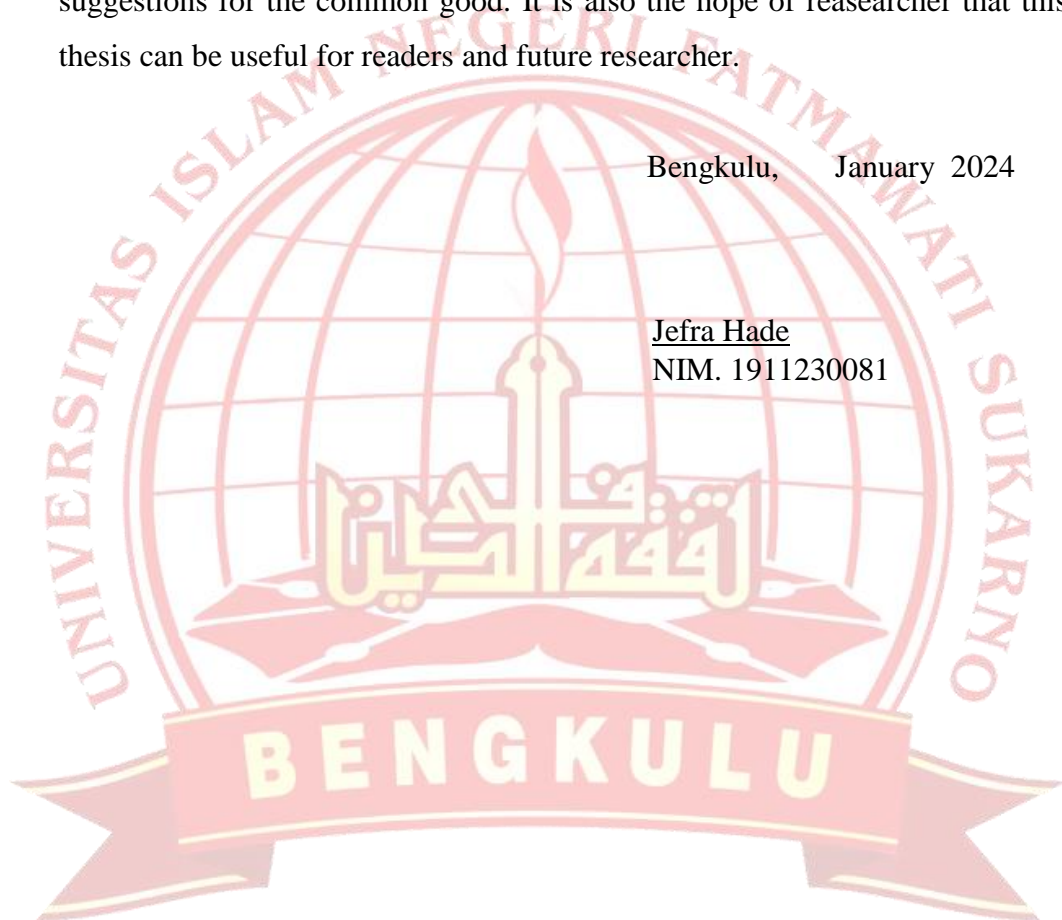 suggestions for the common good. It is also the hope of reasearcher that this
thesis can be useful for readers and future researcher.
Bengkulu, January 2024
Jefra Hade
NIM. 1911230081
UNIVERSITAS ISLAM NEGERI FATMAWATI SUKARNO
BENGKULU